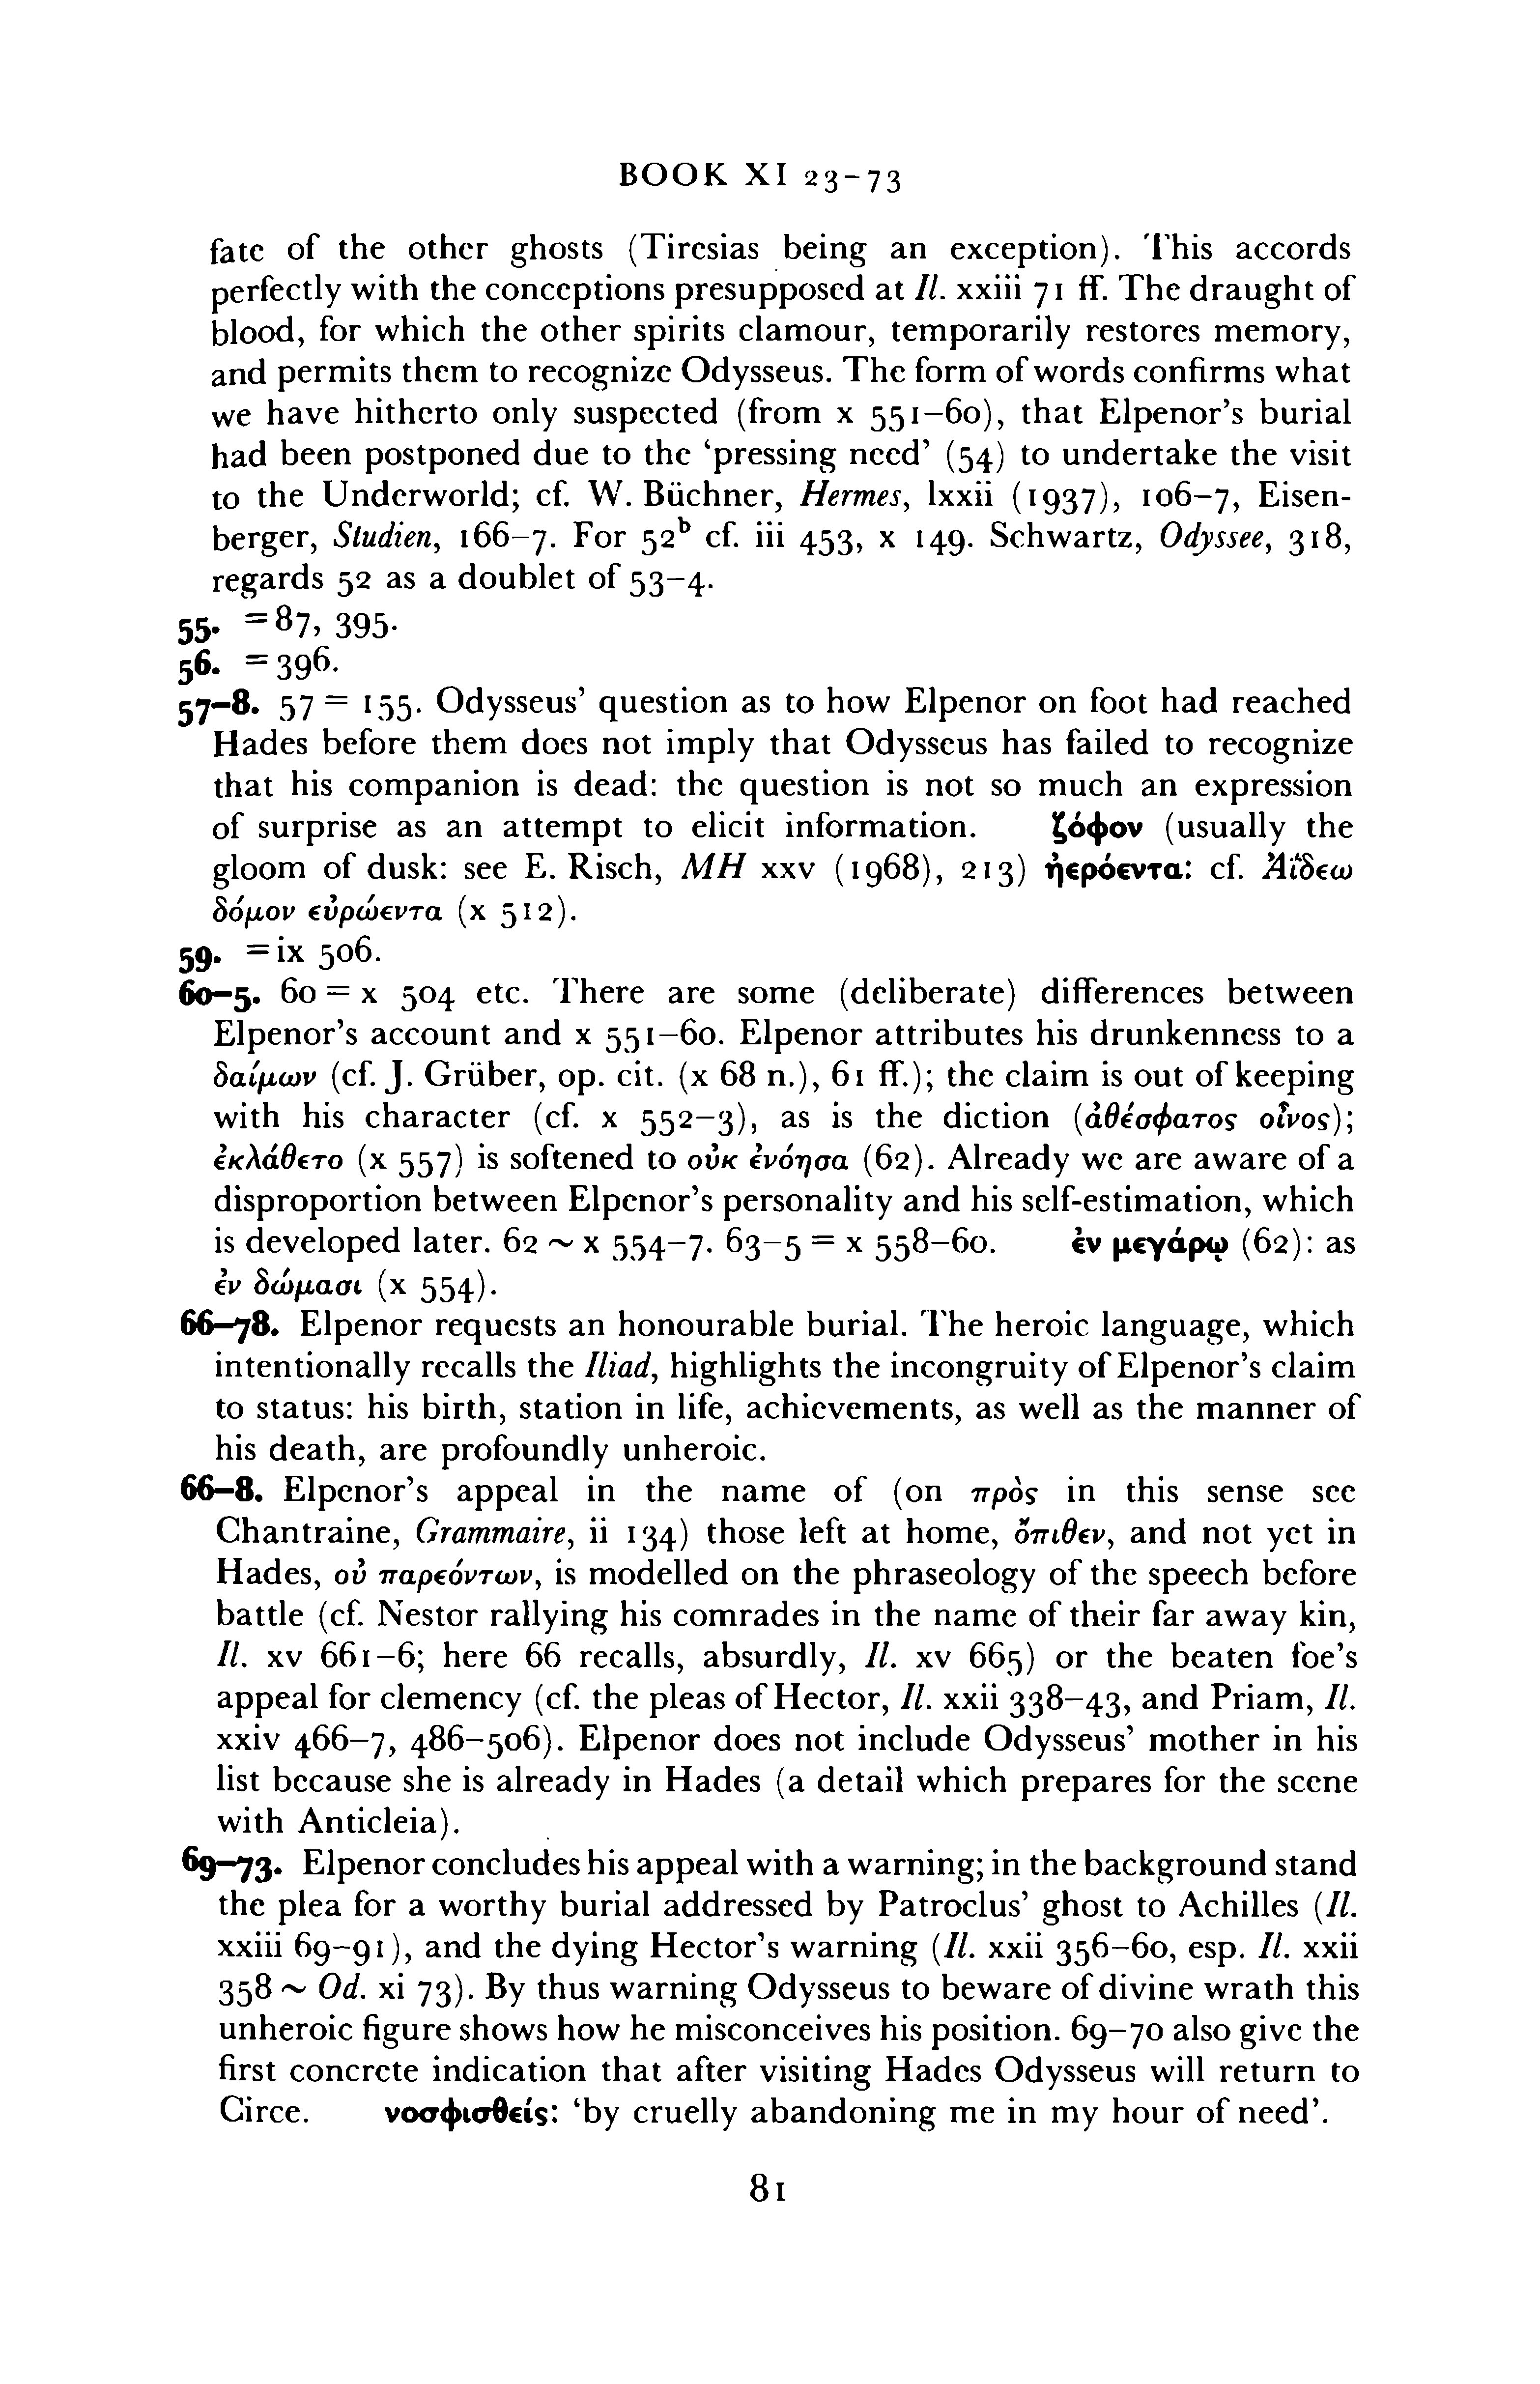 BOOK XI 23–73
fate of the other ghosts (Tiresias being an exception). This accords
perfectly with the conceptions presupposed at Il. xxiii 71 ff. The draught of
blood, for which the other spirits clamour, temporarily restores memory,
and permits them to recognize Odysseus. The form of words confirms what
we have hitherto only suspected (from x 551–60), that Elpenor’s burial
had been postponed due to the ‘pressing need’ (54) to undertake the visit
to the Underworld; cf. W. Büchner, Hermes, lxxii (1937), 106–7, Eisen-
berger, Studien, 166–7. For 52ᵇ cf. iii 453, x 149. Schwartz, Odyssee, 318,
regards 52 as a doublet of 53–4.
55. =87, 395.
56. =396.
57–8. 57 = 155. Odysseus’ question as to how Elpenor on foot had reached
Hades before them does not imply that Odysseus has failed to recognize
that his companion is dead: the question is not so much an expression
of surprise as an attempt to elicit information. ζόφον (usually the
gloom of dusk: see E. Risch, MH xxv (1968), 213) ἠερόεντα: cf. Ἀΐδεω
δόμον εὐρώεντα (x 512).
59. =ix 506.
60–5. 60 = x 504 etc. There are some (deliberate) differences between
Elpenor’s account and x 551–60. Elpenor attributes his drunkenness to a
δαίμων (cf. J. Grüber, op. cit. (x 68 n.), 61 ff.); the claim is out of keeping
with his character (cf. x 552–3), as is the diction (ἀθέσφατος οἶνος);
ἐκλάθετο (x 557) is softened to οὐκ ἐνόησα (62). Already we are aware of a
disproportion between Elpenor’s personality and his self-estimation, which
is developed later. 62 ~ x 554–7. 63–5 = x 558–60. ἐν μεγάρῳ (62): as
ἐν δώμασι (x 554).
66–78. Elpenor requests an honourable burial. The heroic language, which
intentionally recalls the Iliad, highlights the incongruity of Elpenor’s claim
to status: his birth, station in life, achievements, as well as the manner of
his death, are profoundly unheroic.
66–8. Elpenor’s appeal in the name of (on πρὸς in this sense see
Chantraine, Grammaire, ii 134) those left at home, ὄπιθεν, and not yet in
Hades, οὐ παρεόντων, is modelled on the phraseology of the speech before
battle (cf. Nestor rallying his comrades in the name of their far away kin,
Il. xv 661–6; here 66 recalls, absurdly, Il. xv 665) or the beaten foe’s
appeal for clemency (cf. the pleas of Hector, Il. xxii 338–43, and Priam, Il.
xxiv 466–7, 486–506). Elpenor does not include Odysseus’ mother in his
list because she is already in Hades (a detail which prepares for the scene
with Anticleia).
69–73. Elpenor concludes his appeal with a warning; in the background stand
the plea for a worthy burial addressed by Patroclus’ ghost to Achilles (Il.
xxiii 69–91), and the dying Hector’s warning (Il. xxii 356–60, esp. Il. xxii
358 ~ Od. xi 73). By thus warning Odysseus to beware of divine wrath this
unheroic figure shows how he misconceives his position. 69–70 also give the
first concrete indication that after visiting Hades Odysseus will return to
Circe. νοσφισθείς: ‘by cruelly abandoning me in my hour of need’.
81